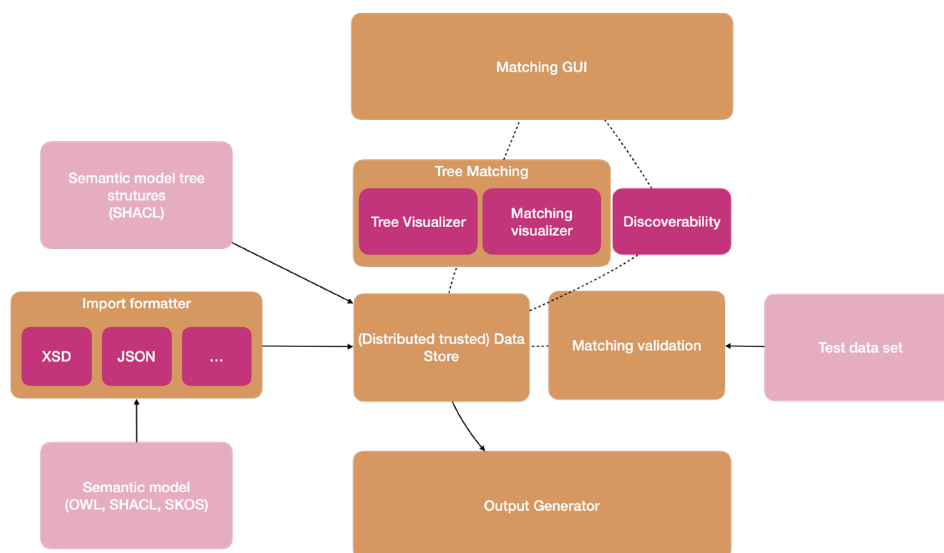 Matching GUI
Semantic model tree
strutures
(SHACL)
Tree Matching
Tree Visualizer
Matching
visualizer
Discoverability
Import formatter
XSD
JSON
...
(Distributed trusted) Data
Store
Matching validation
Test data set
Semantic model
(OWL, SHACL, SKOS)
Output Generator